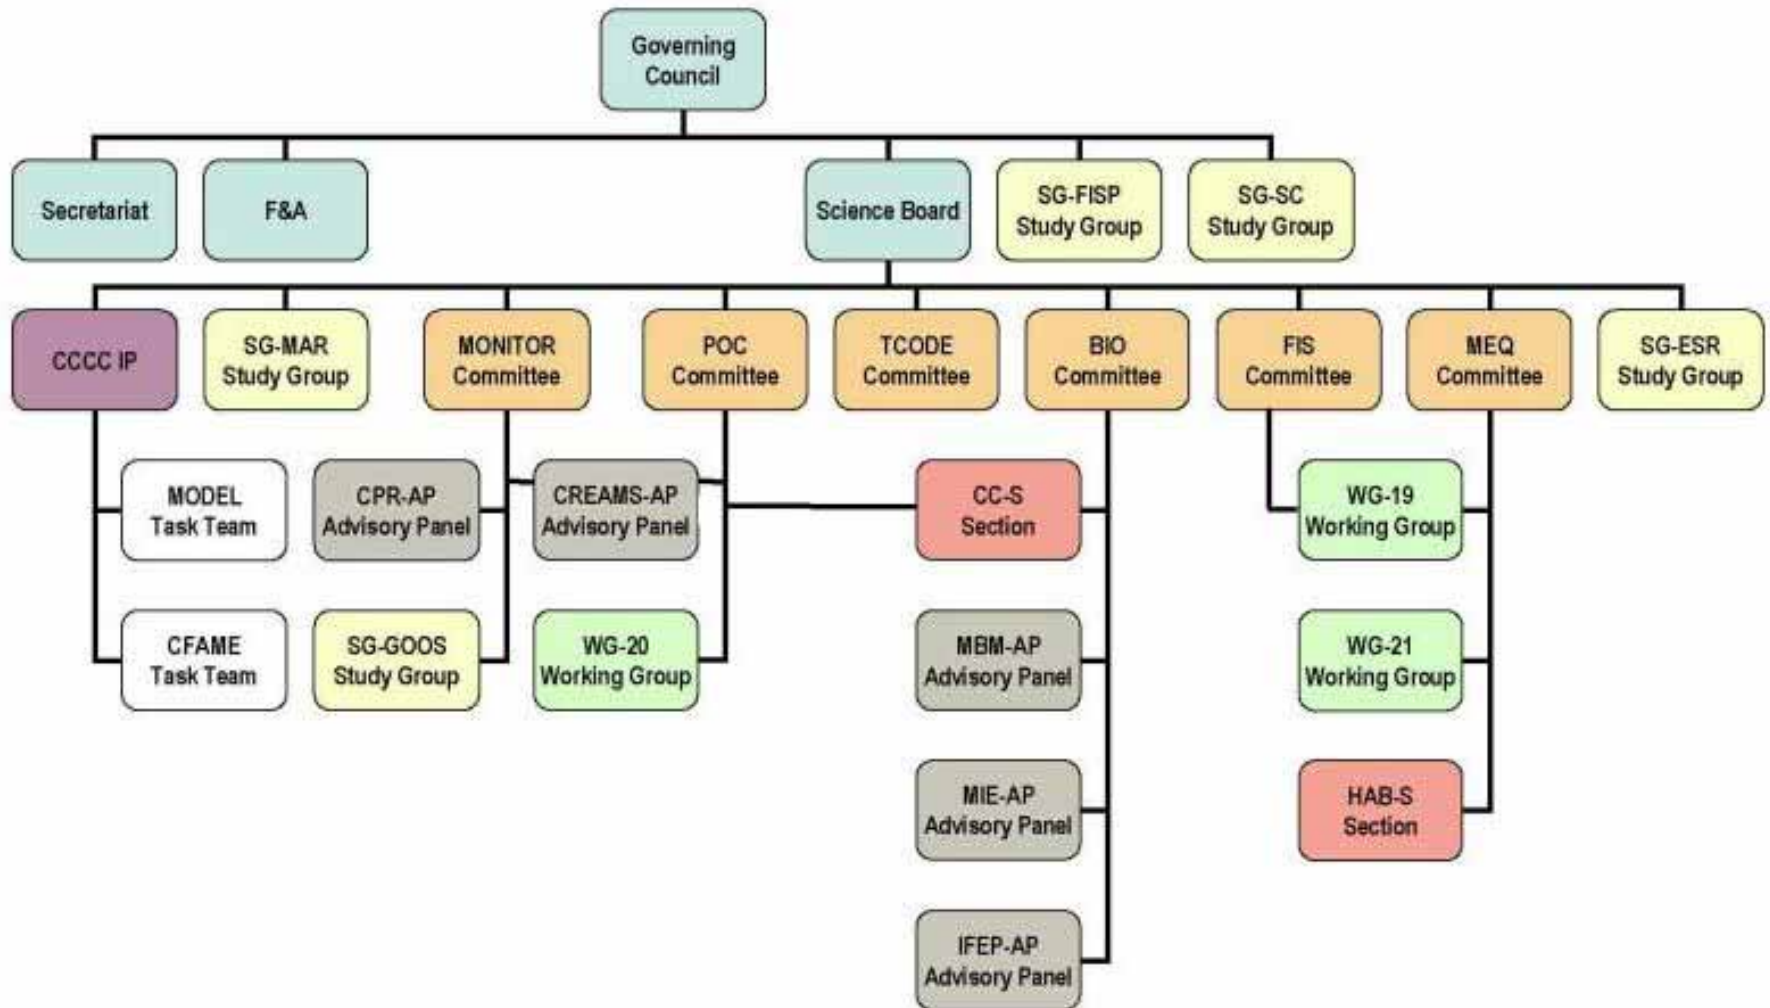 Governing
Council
Secretariat
F&A
Science Board
SG-FISP
Study Group
SG-SC
Study Group
CCCC IP
SG-MAR
Study Group
MONITOR
Committee
POC
Committee
TCODE
Committee
BIO
Committee
FIS
Committee
MEQ
Committee
SG-ESR
Study Group
MODEL
Task Team
CPR-AP
Advisory Panel
CREAMS-AP
Advisory Panel
CC-S
Section
WG-19
Working Group
CFAME
Task Team
SG-GOOS
Study Group
WG-20
Working Group
MBM-AP
Advisory Panel
WG-21
Working Group
MIE-AP
Advisory Panel
HAB-S
Section
IFEP-AP
Advisory Panel